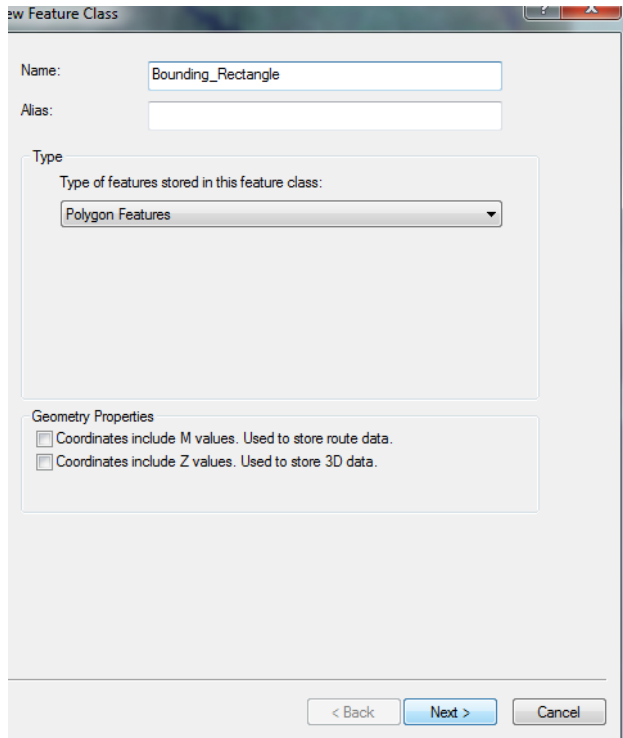 ew Feature Class
Name:
Bounding_Rectangle
Alias:
Type
Type of features stored in this feature class:
Polygon Features
Geometry Properties
Coordinates include M values. Used to store route data.
Coordinates include Z values. Used to store 3D data.
< Back
Next >
Cancel